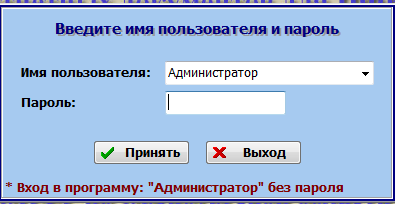 Введите имя пользователя и пароль
Имя пользователя: Администратор
Пароль:
Принять Выход
* Вход в программу: "Администратор" без пароля